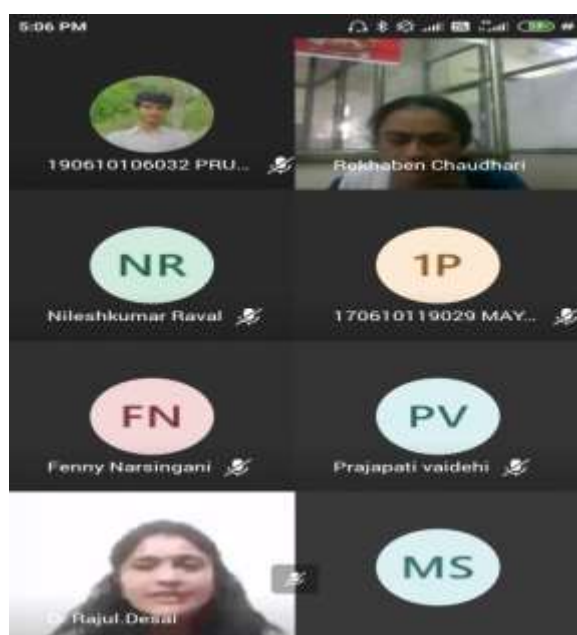 5:06 PM
190610106032 PRU...
Rekhaben Chaudhari
NR
1P
Nileshkumar Raval
170610119029 MAY...
FN
PV
Fenny Narsingani
Prajapati vaidehi
MS
Rajul Desai